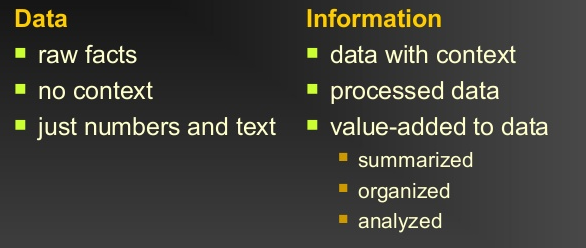 Data
raw facts
no context
just numbers and text
Information
data with context
processed data
value-added to data
summarized
organized
analyzed